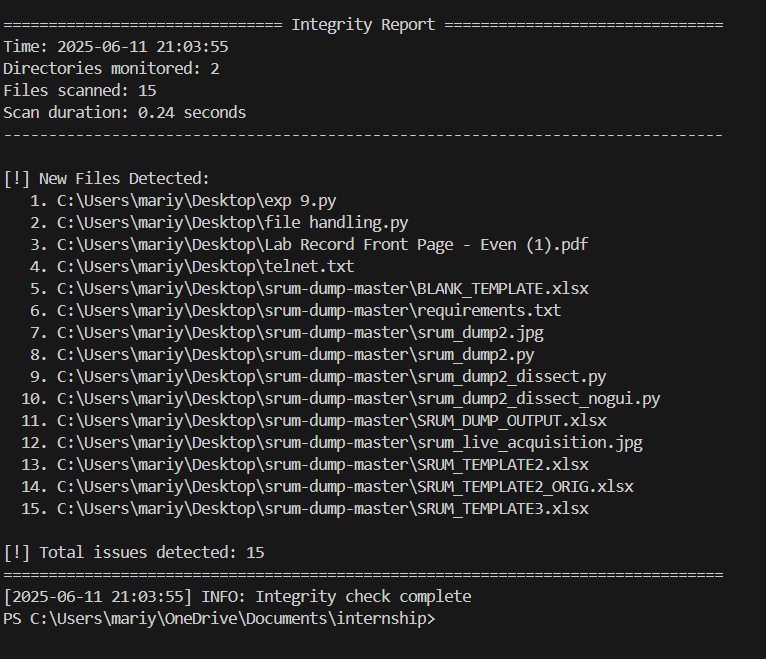 =============================== Integrity Report ===============================
Time: 2025-06-11 21:03:55
Directories monitored: 2
Files scanned: 15
Scan duration: 0.24 seconds
--------------------------------------------------------------------------------
[!] New Files Detected:
1. C:\Users\mariy\Desktop\exp 9.py
2. C:\Users\mariy\Desktop\file handling.py
3. C:\Users\mariy\Desktop\Lab Record Front Page - Even (1).pdf
4. C:\Users\mariy\Desktop\telnet.txt
5. C:\Users\mariy\Desktop\srum-dump-master\BLANK_TEMPLATE.xlsx
6. C:\Users\mariy\Desktop\srum-dump-master\requirements.txt
7. C:\Users\mariy\Desktop\srum-dump-master\srum_dump2.jpg
8. C:\Users\mariy\Desktop\srum-dump-master\srum_dump2.py
9. C:\Users\mariy\Desktop\srum-dump-master\srum_dump2_dissect.py
10. C:\Users\mariy\Desktop\srum-dump-master\srum_dump2_dissect_nogui.py
11. C:\Users\mariy\Desktop\srum-dump-master\SRUM_DUMP_OUTPUT.xlsx
12. C:\Users\mariy\Desktop\srum-dump-master\srum_live_acquisition.jpg
13. C:\Users\mariy\Desktop\srum-dump-master\SRUM_TEMPLATE2.xlsx
14. C:\Users\mariy\Desktop\srum-dump-master\SRUM_TEMPLATE2_ORIG.xlsx
15. C:\Users\mariy\Desktop\srum-dump-master\SRUM_TEMPLATE3.xlsx
[!] Total issues detected: 15
================================================================================
[2025-06-11 21:03:55] INFO: Integrity check complete
PS C:\Users\mariy\OneDrive\Documents\internship>